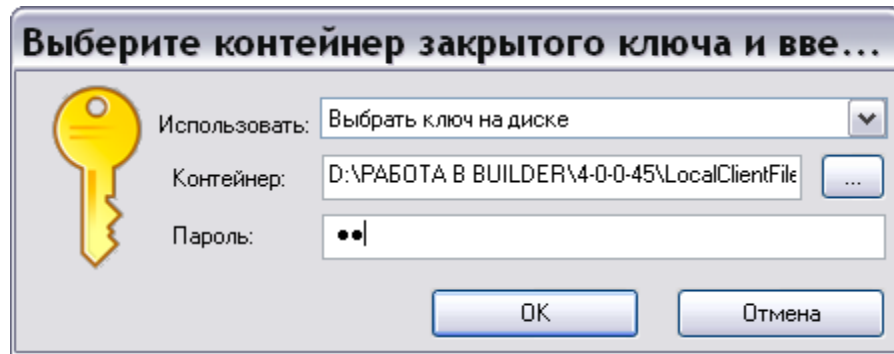 Выберите контейнер закрытого ключа и вве...
Использовать: Выбрать ключ на диске
Контейнер: D:\РАБОТА В BUILDER\4-0-0-45\LocalClientFile ...
Пароль: ●●
OK Отмена